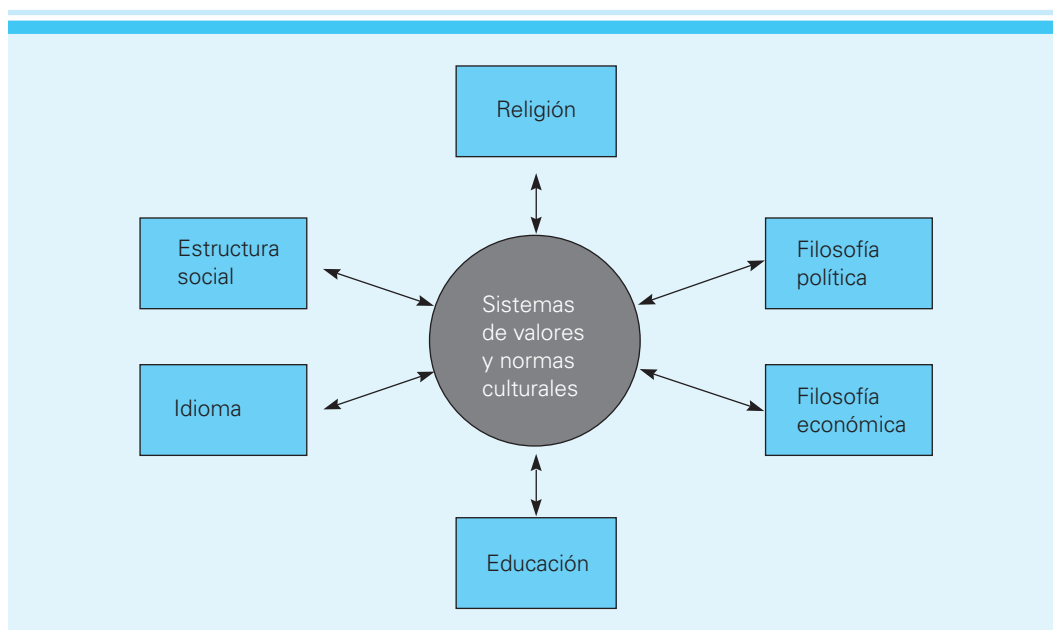 Religión
Estructura
social
Filosofía
política
Sistemas
de valores
y normas
culturales
Idioma
Filosofía
económica
Educación